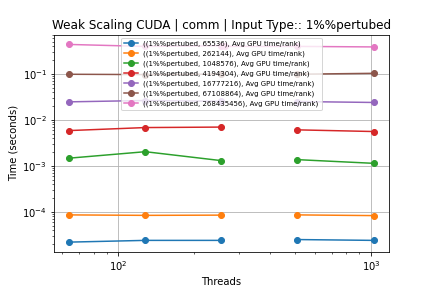 Weak Scaling CUDA | comm | Input Type:: 1%%pertubed
((1%%pertubed, 65536), Avg GPU time/rank)
((1%%pertubed, 262144), Avg GPU time/rank)
((1%%pertubed, 1048576), Avg GPU time/rank)
((1%%pertubed, 4194304), Avg GPU time/rank)
((1%%pertubed, 16777216), Avg GPU time/rank)
((1%%pertubed, 67108864), Avg GPU time/rank)
((1%%pertubed, 268435456), Avg GPU time/rank)
Time (seconds)
10⁻¹
10⁻²
10⁻³
10⁻⁴
10²
10³
Threads